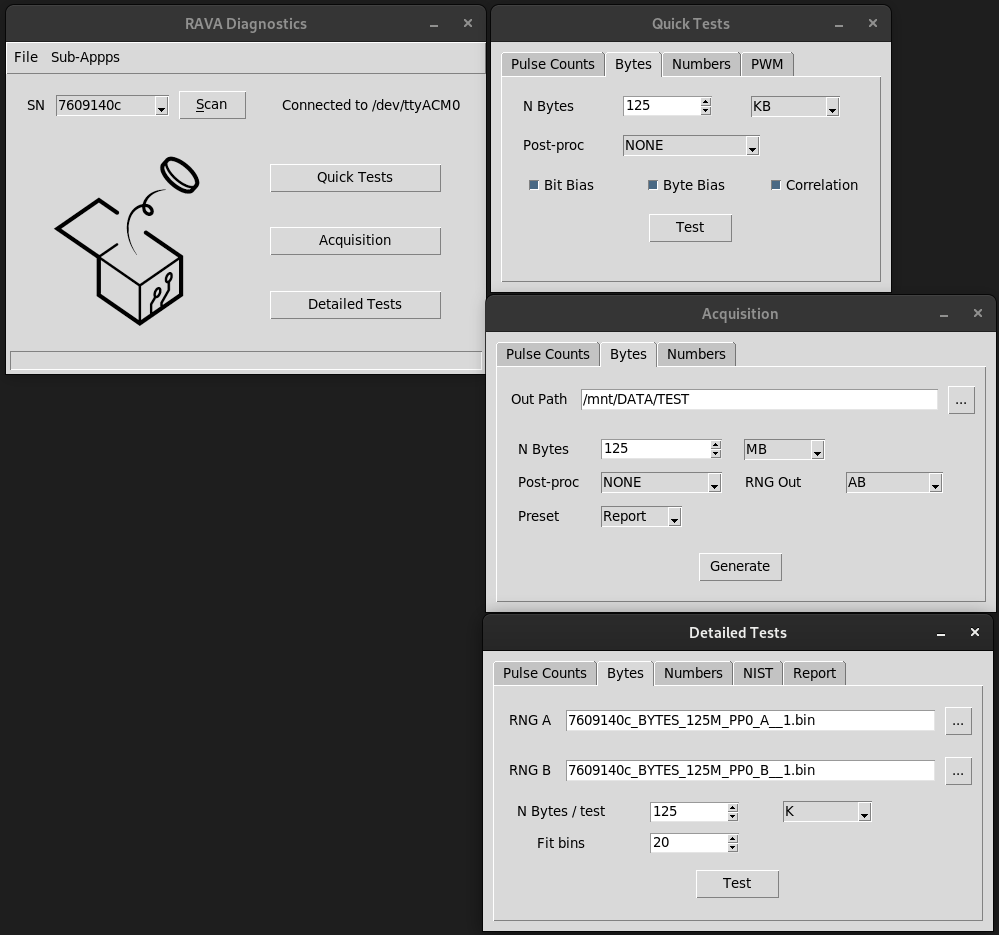 RAVA Diagnostics
File Sub-Appps
SN 7609140c Scan Connected to /dev/ttyACM0
Quick Tests
Acquisition
Detailed Tests
Quick Tests
Pulse Counts Bytes Numbers PWM
N Bytes 125 KB
Post-proc NONE
Bit Bias Byte Bias Correlation
Test
Acquisition
Pulse Counts Bytes Numbers
Out Path /mnt/DATA/TEST ...
N Bytes 125 MB
Post-proc NONE RNG Out AB
Preset Report
Generate
Detailed Tests
Pulse Counts Bytes Numbers NIST Report
RNG A 7609140c_BYTES_125M_PP0_A__1.bin ...
RNG B 7609140c_BYTES_125M_PP0_B__1.bin ...
N Bytes / test 125 K
Fit bins 20
Test